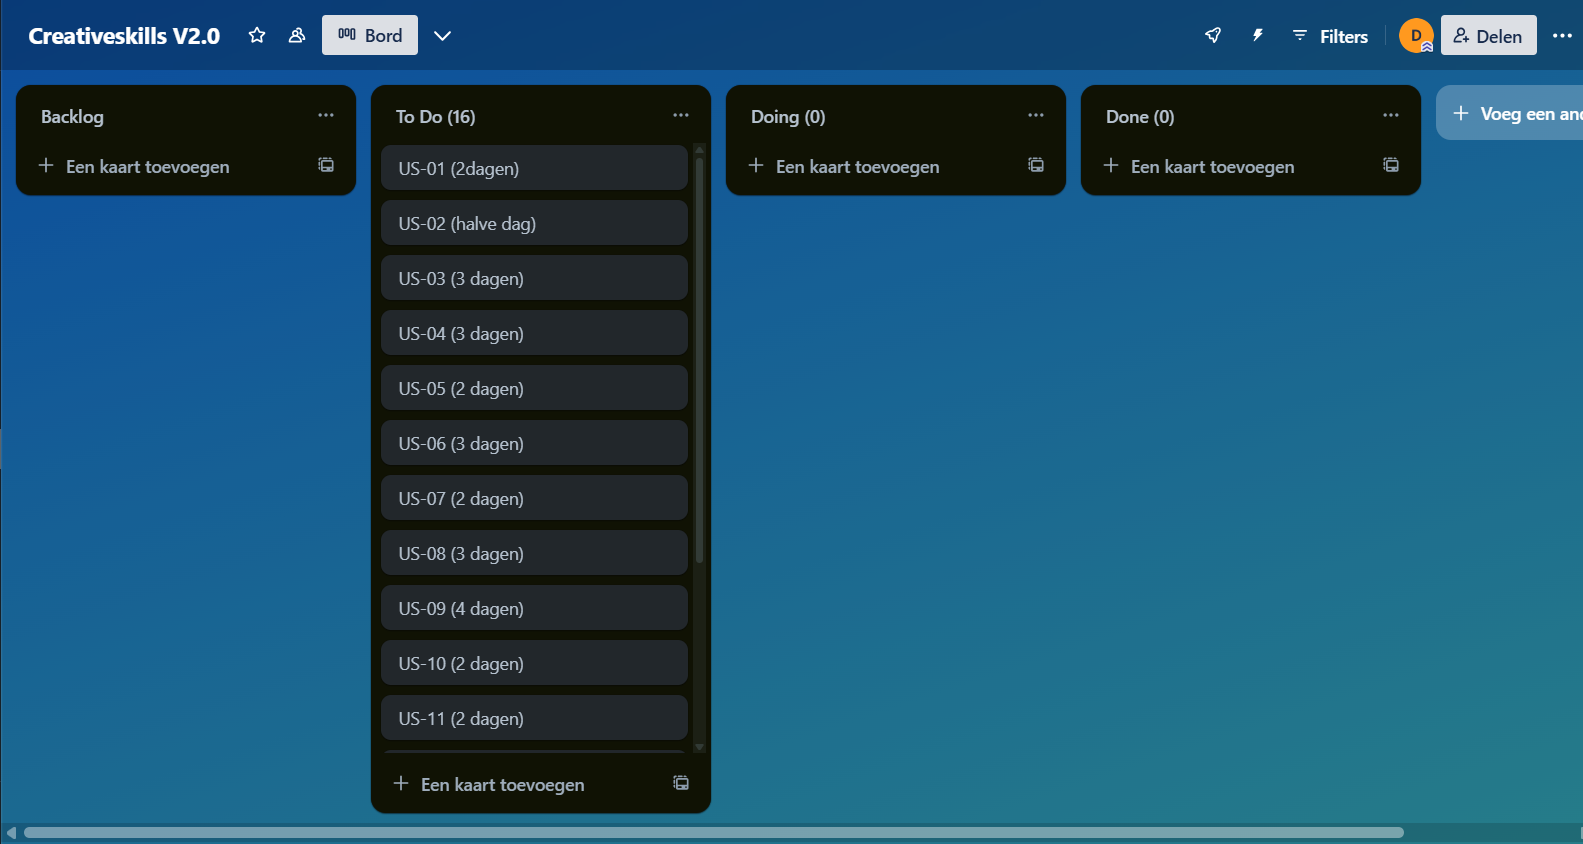 Creativeskills V2.0
Bord
Filters
D
Delen
Backlog
Een kaart toevoegen
To Do (16)
US-01 (2dagen)
US-02 (halve dag)
US-03 (3 dagen)
US-04 (3 dagen)
US-05 (2 dagen)
US-06 (3 dagen)
US-07 (2 dagen)
US-08 (3 dagen)
US-09 (4 dagen)
US-10 (2 dagen)
US-11 (2 dagen)
Een kaart toevoegen
Doing (0)
Een kaart toevoegen
Done (0)
Een kaart toevoegen
Voeg een